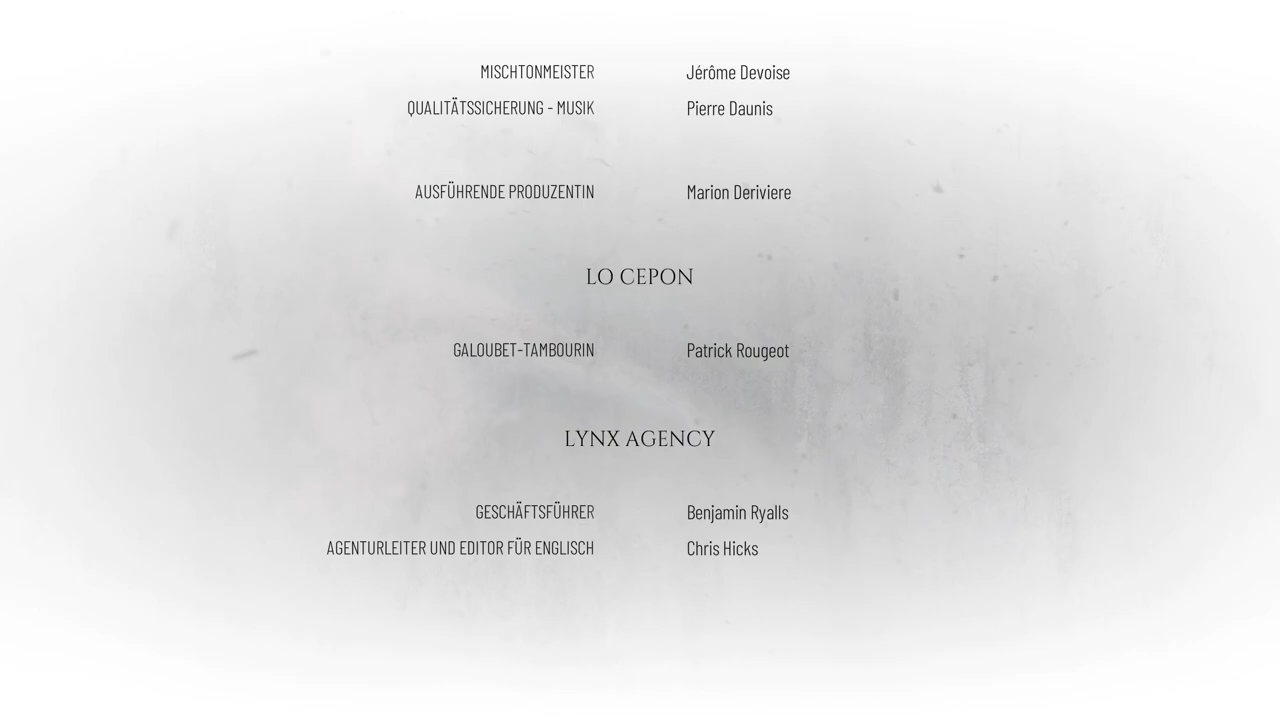 MISCHTONMEISTER Jérôme Devoise
QUALITÄTSSICHERUNG - MUSIK Pierre Daunis
AUSFÜHRENDE PRODUZENTIN Marion Deriviere
LO CEPON
GALOUBET-TAMBOURIN Patrick Rougeot
LYNX AGENCY
GESCHÄFTSFÜHRER Benjamin Ryalls
AGENTURLEITER UND EDITOR FÜR ENGLISCH Chris Hicks